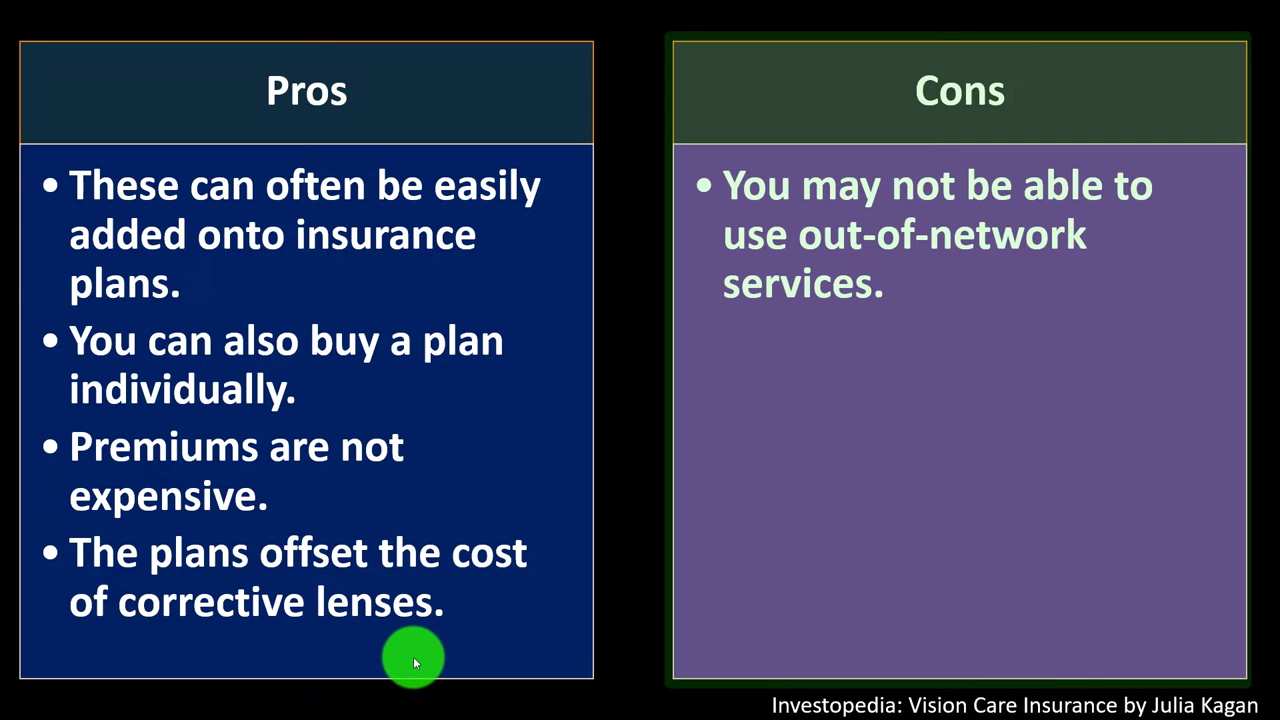 Pros
• These can often be easily
added onto insurance
plans.
• You can also buy a plan
individually.
• Premiums are not
expensive.
• The plans offset the cost
of corrective lenses.
Cons
• You may not be able to
use out-of-network
services.
Investopedia: Vision Care Insurance by Julia Kagan